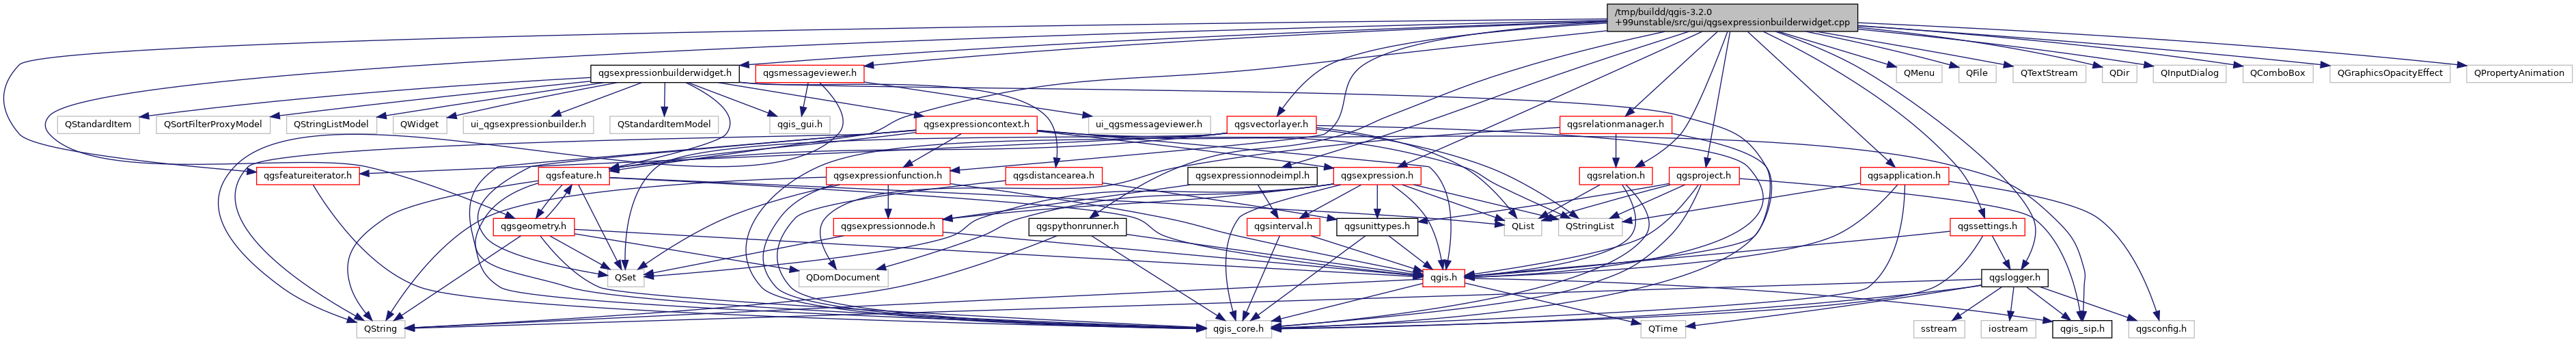 /tmp/buildd/qgis-3.2.0
+99unstable/src/gui/qgsexpressionbuilderwidget.cpp
qgsexpressionbuilderwidget.h
qgsmessageviewer.h
QMenu
QFile
QTextStream
QDir
QInputDialog
QComboBox
QGraphicsOpacityEffect
QPropertyAnimation
QStandardItem
QSortFilterProxyModel
QStringListModel
QWidget
ui_qgsexpressionbuilder.h
QStandardItemModel
qgis_gui.h
qgsexpressioncontext.h
ui_qgsmessageviewer.h
qgsvectorlayer.h
qgsrelationmanager.h
qgsfeatureiterator.h
qgsfeature.h
qgsexpressionfunction.h
qgsdistancearea.h
qgsexpressionnodeimpl.h
qgsexpression.h
qgsrelation.h
qgsproject.h
qgsapplication.h
qgsgeometry.h
qgsexpressionnode.h
qgspythonrunner.h
qgsinterval.h
qgsunittypes.h
QList
QStringList
qgssettings.h
QSet
QDomDocument
qgis.h
qgslogger.h
QString
qgis_core.h
QTime
sstream
iostream
qgis_sip.h
qgsconfig.h